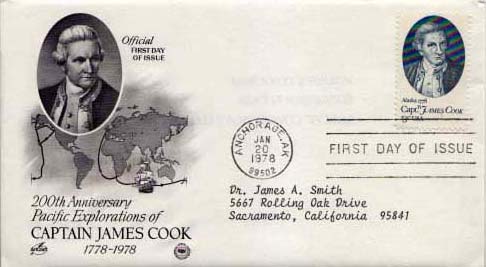 Official
FIRST DAY
OF ISSUE
Alaska 1778
Capt. JAMES COOK
USA
ANCHORAGE, AK
JAN
20
1978
99502
FIRST DAY OF ISSUE
200th Anniversary
Pacific Explorations of
CAPTAIN JAMES COOK
1778-1978
Dr. James A. Smith
5667 Rolling Oak Drive
Sacramento, California 95841